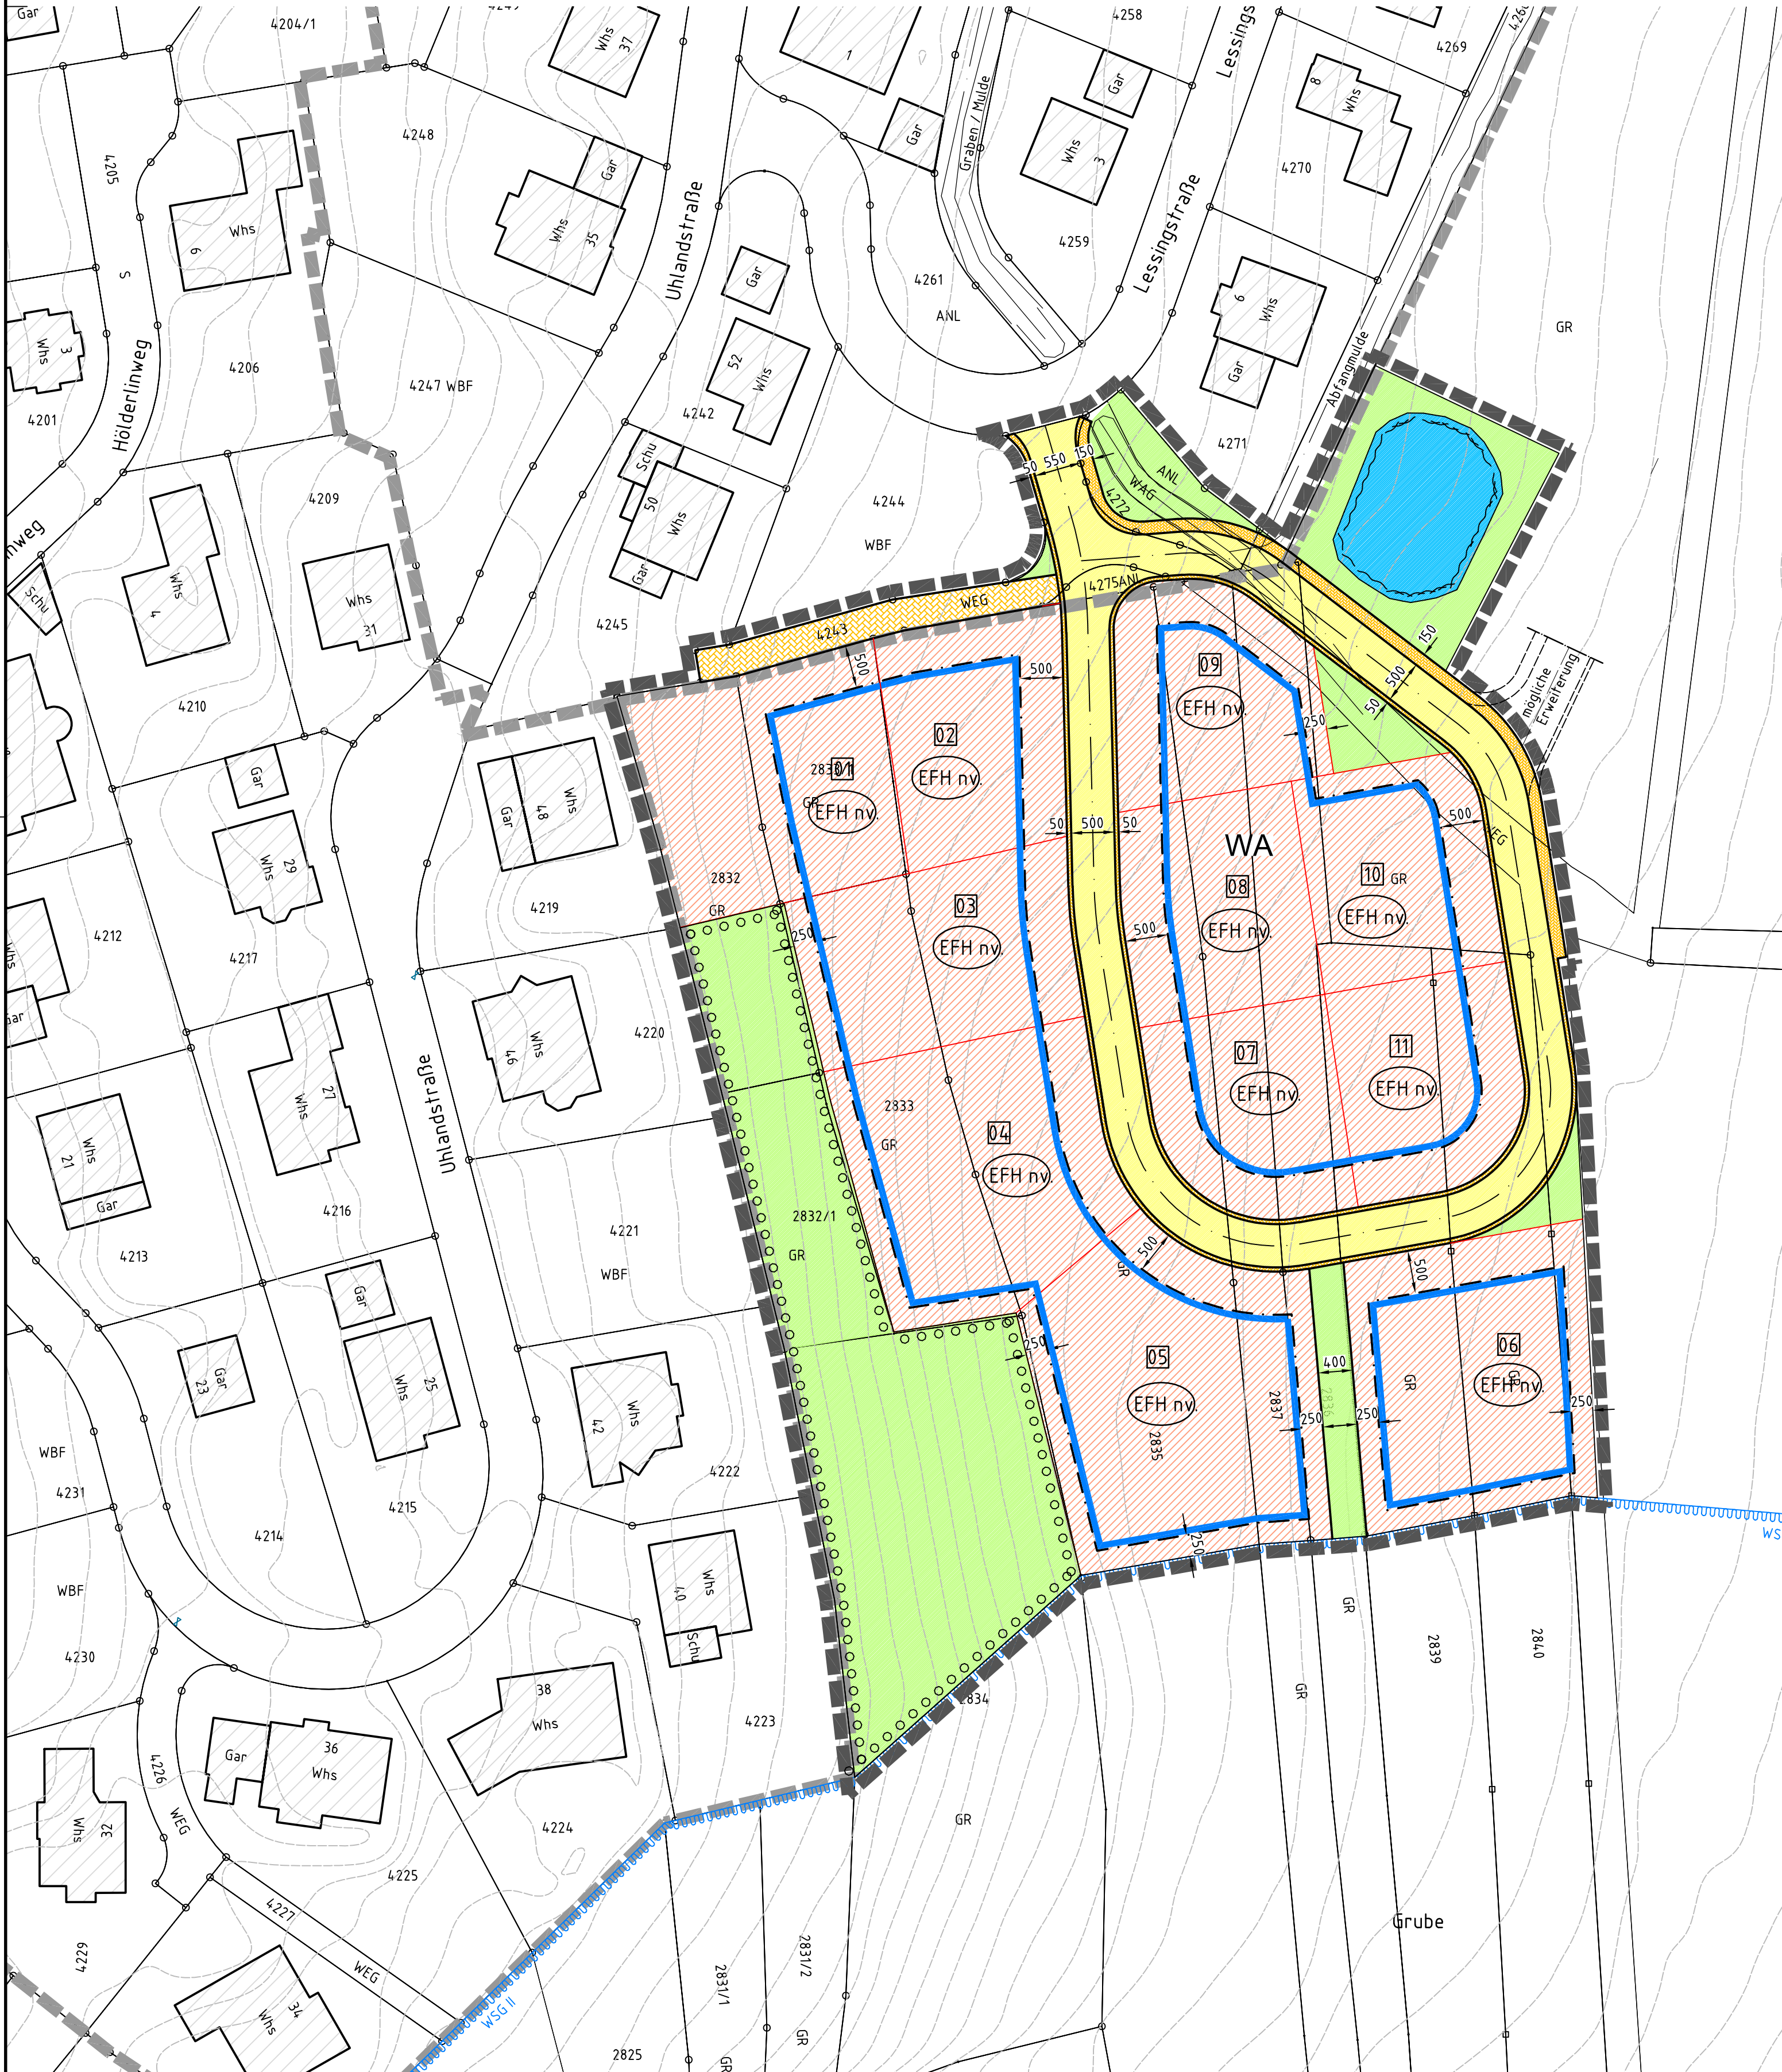 Gar
4204/1
Whs
37
1
4258
Lessings
4269
Gar
4205
4248
Gar
Gar
Graben / Mulde
Gar
Whs
3
8
Whs
4270
6
Whs
S
Whs
35
Uhlandstraße
Gar
4261
ANL
4259
Lessingstraße
6
Whs
Gar
Abfangmulde
GR
3
Whs
Hölderlinweg
4206
4247 WBF
4201
52
Whs
4242
4271
4209
Schu
50
Whs
Gar
4244
WBF
50
550
150
ANL
WAG
4272
Schu
4
Whs
Whs
31
4245
WEG
4243
4275ANL
150
500
50
mögliche
Erweiterung
4210
500
500
09
EFH nv.
250
02
EFH nv.
01
EFH nv.
GR
Gar
Gar
48
Whs
50
500
50
WA
500
29
Whs
2832
GR
03
EFH nv.
08
EFH nv.
10
GR
EFH nv.
4212
4217
4219
250
500
Whs
Gar
46
Whs
4220
Uhlandstraße
27
Whs
07
EFH nv.
11
EFH nv.
2833
GR
04
EFH nv.
21
Whs
Gar
4213
4216
4221
WBF
2832/1
GR
500
GR
500
Gar
23
Gar
25
Whs
42
Whs
250
05
EFH nv.
2835
2837
400
250
2836
250
GR
06
EFH nv.
GR
250
WBF
4231
4214
4215
4222
250
WBF
4230
40
Whs
Schu
GR
2839
2840
38
Whs
4223
2834
GR
4226
WEG
Gar
36
Whs
32
Whs
4224
GR
4225
4227
WEG
4229
34
Whs
WSG II
2831/1
2831/2
GR
GR
2825
Grube